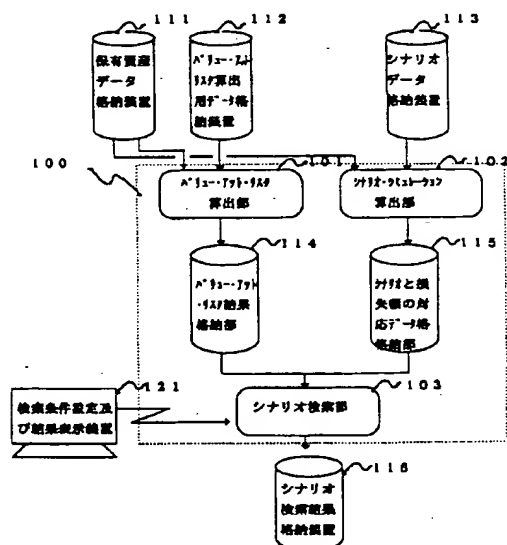 111
112
113
保有資産
データ
格納装置
バリュー・アット
リスク算出
用データ格
納装置
シナリオ
データ
格納装置
100
101
102
バリュー・アット・リスク
算出部
シナリオ・シミュレーション
算出部
114
115
バリュー・アット
・リスク結果
格納部
シナリオと損
失額の対
応データ格
格納部
121
103
検索条件設定及
び結果表示装置
シナリオ検索部
116
シナリオ
検索結果
格納装置